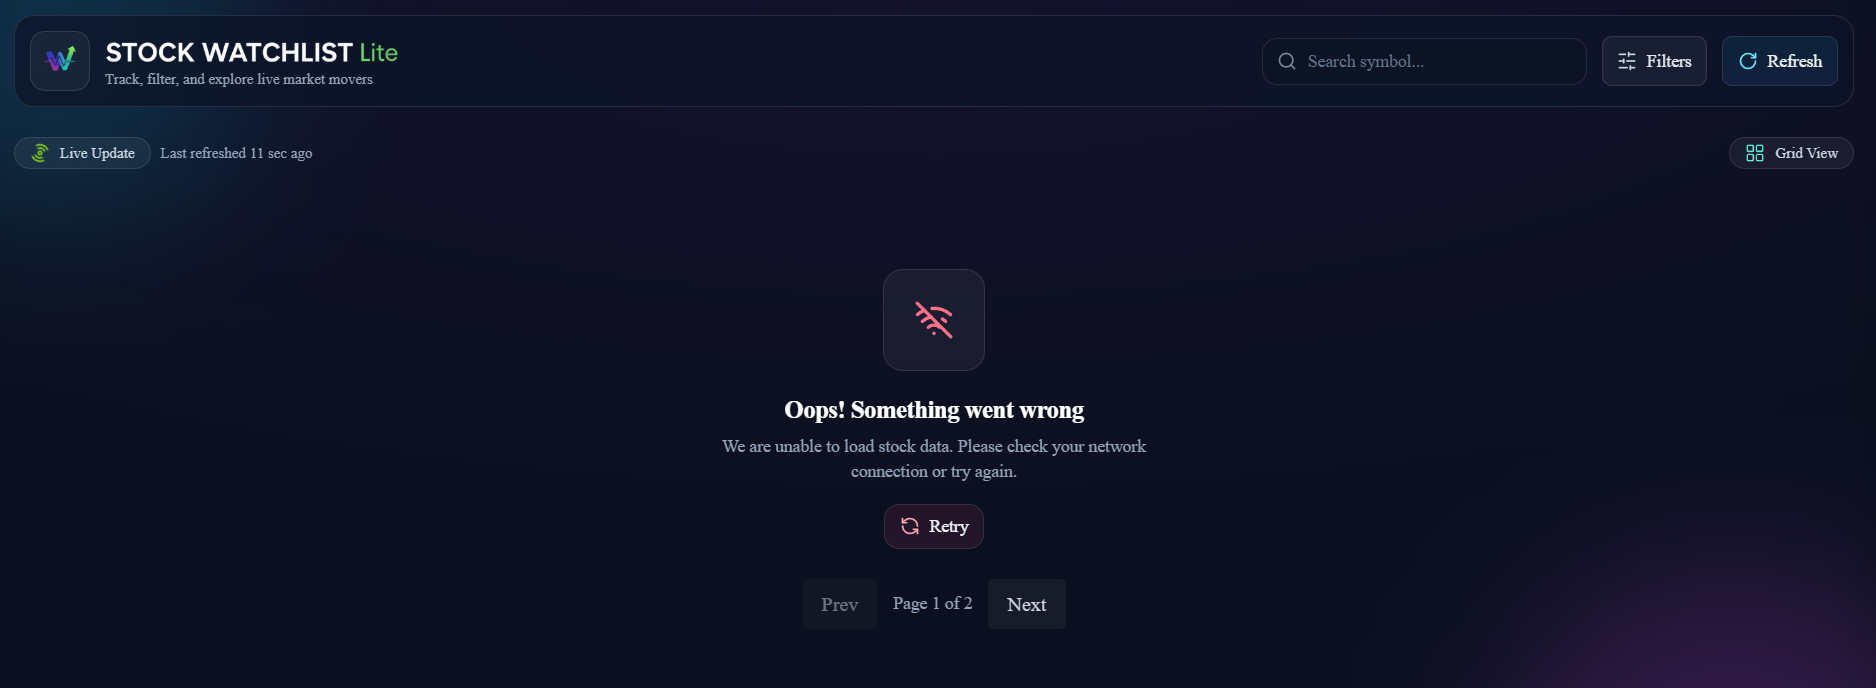 STOCK WATCHLIST Lite
Track, filter, and explore live market movers
Search symbol...
Filters
Refresh
Live Update
Last refreshed 11 sec ago
Grid View
Oops! Something went wrong
We are unable to load stock data. Please check your network
connection or try again.
Retry
Prev
Page 1 of 2
Next